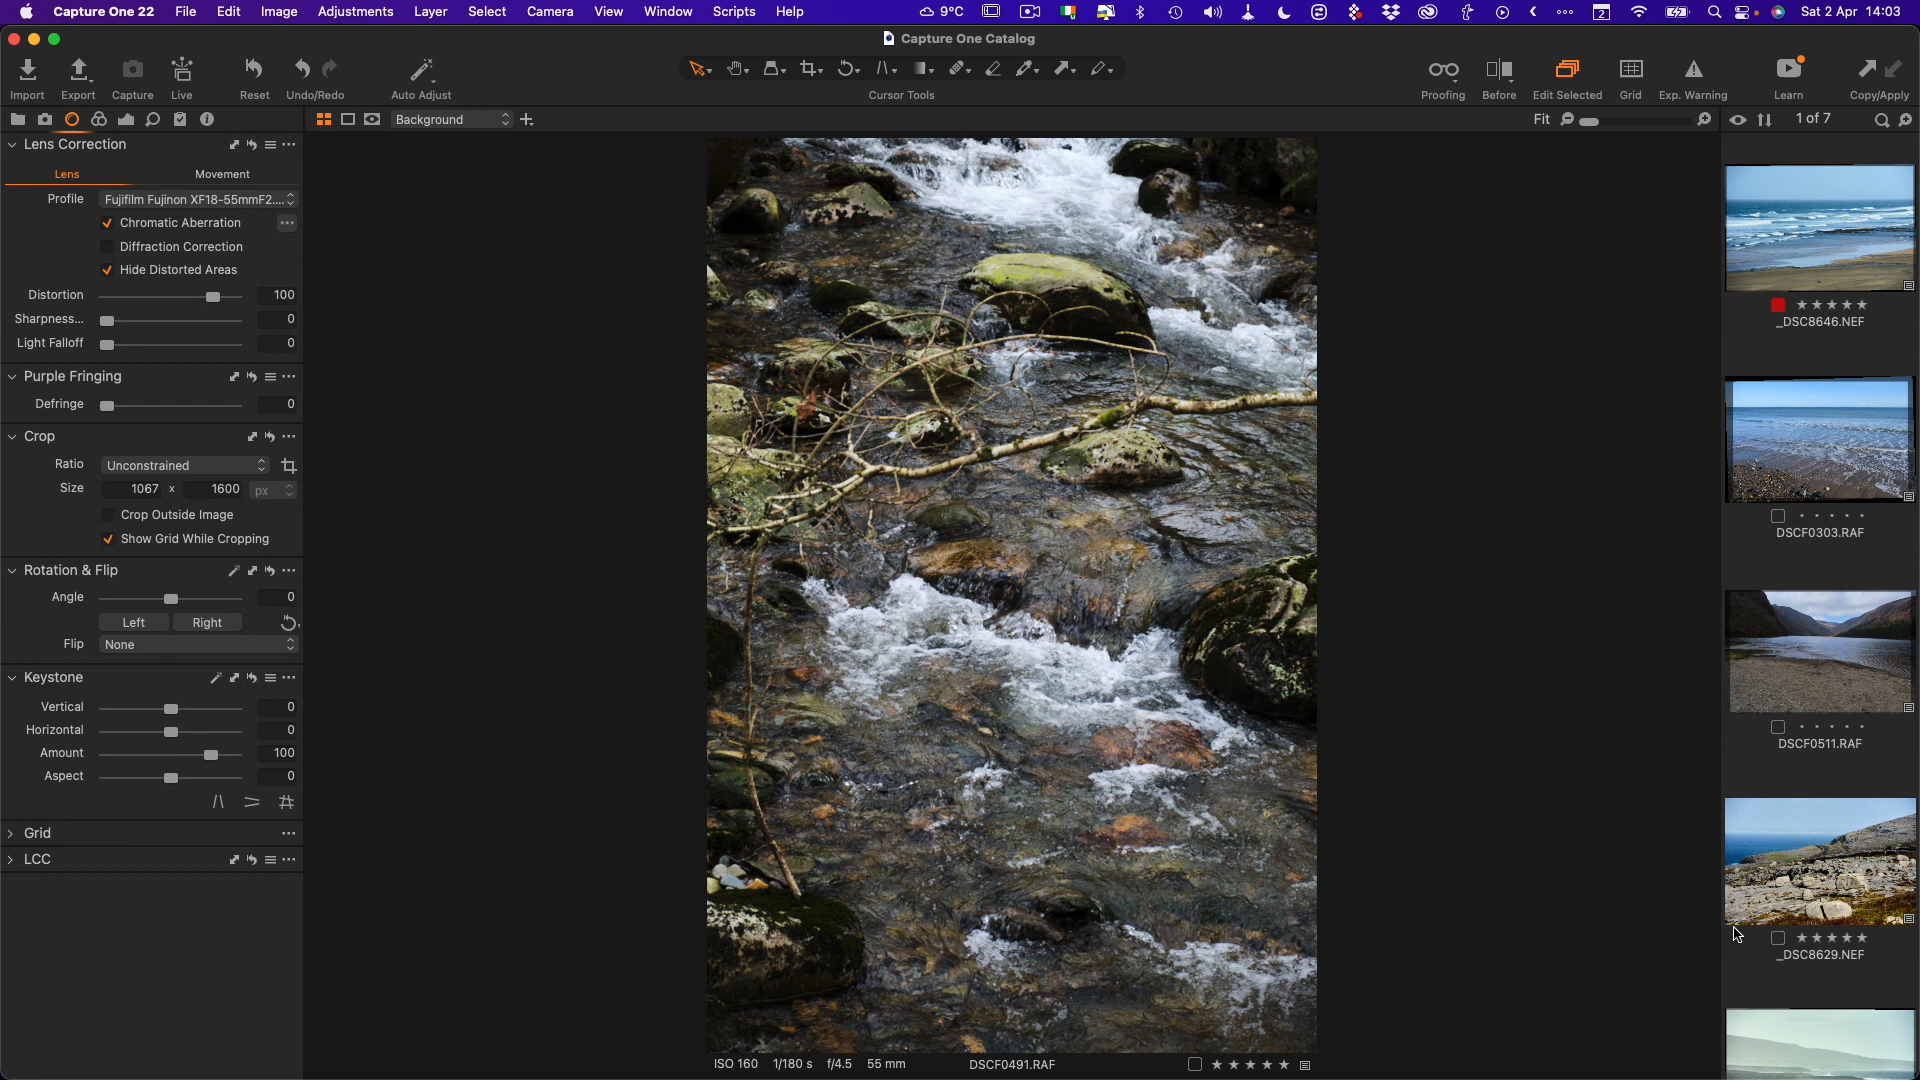 Capture One 22 File Edit Image Adjustments Layer Select Camera View Window Scripts Help 9°C 2 Sat 2 Apr 14:03
Capture One Catalog
Import Export Capture Live Reset Undo/Redo Auto Adjust Cursor Tools Proofing Before Edit Selected Grid Exp. Warning Learn Copy/Apply
Background Fit 1 of 7
Lens Correction
Lens Movement
Profile Fujifilm Fujinon XF18-55mmF2....
Chromatic Aberration
Diffraction Correction
Hide Distorted Areas
Distortion 100
Sharpness... 0
Light Falloff 0
Purple Fringing
Defringe 0
Crop
Ratio Unconstrained
Size 1067 x 1600 px
Crop Outside Image
Show Grid While Cropping
Rotation & Flip
Angle 0
Left Right
Flip None
Keystone
Vertical 0
Horizontal 0
Amount 100
Aspect 0
Grid
LCC
ISO 160 1/180 s f/4.5 55 mm DSCF0491.RAF
_DSC8646.NEF
DSCF0303.RAF
DSCF0511.RAF
_DSC8629.NEF